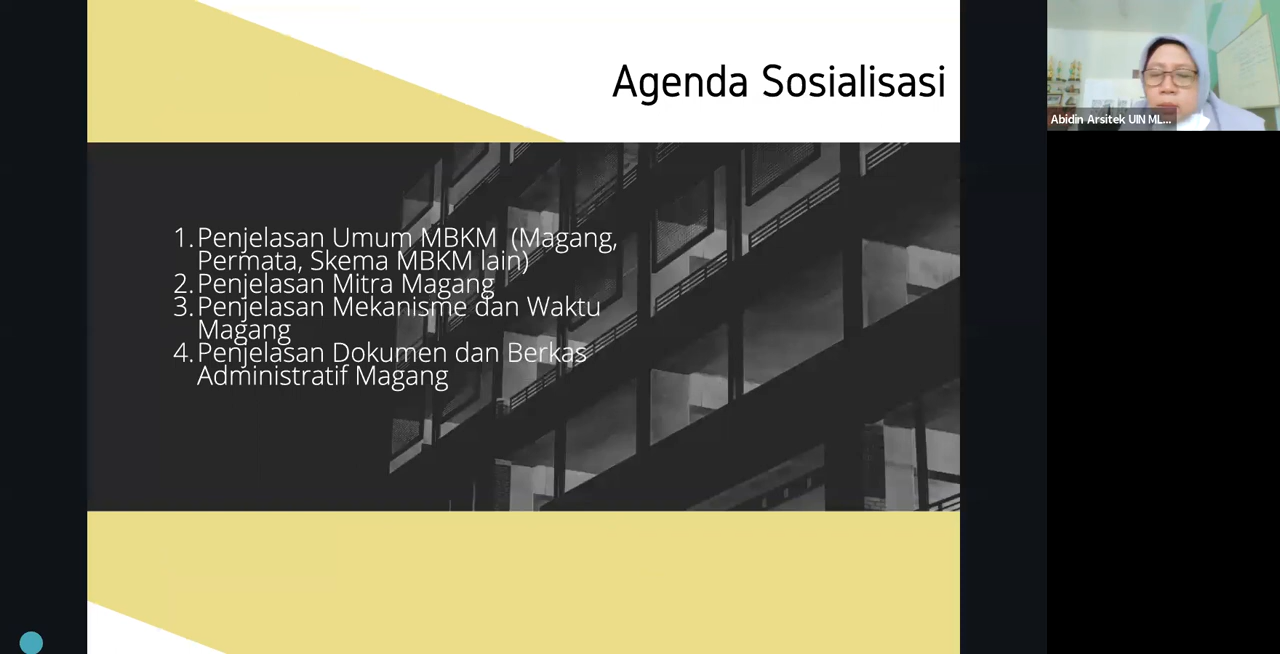 Agenda Sosialisasi
1. Penjelasan Umum MBKM (Magang,
Permata, Skema MBKM lain)
2. Penjelasan Mitra Magang
3. Penjelasan Mekanisme dan Waktu
Magang
4. Penjelasan Dokumen dan Berkas
Administratif Magang
Abidin Arsitek UIN ML...